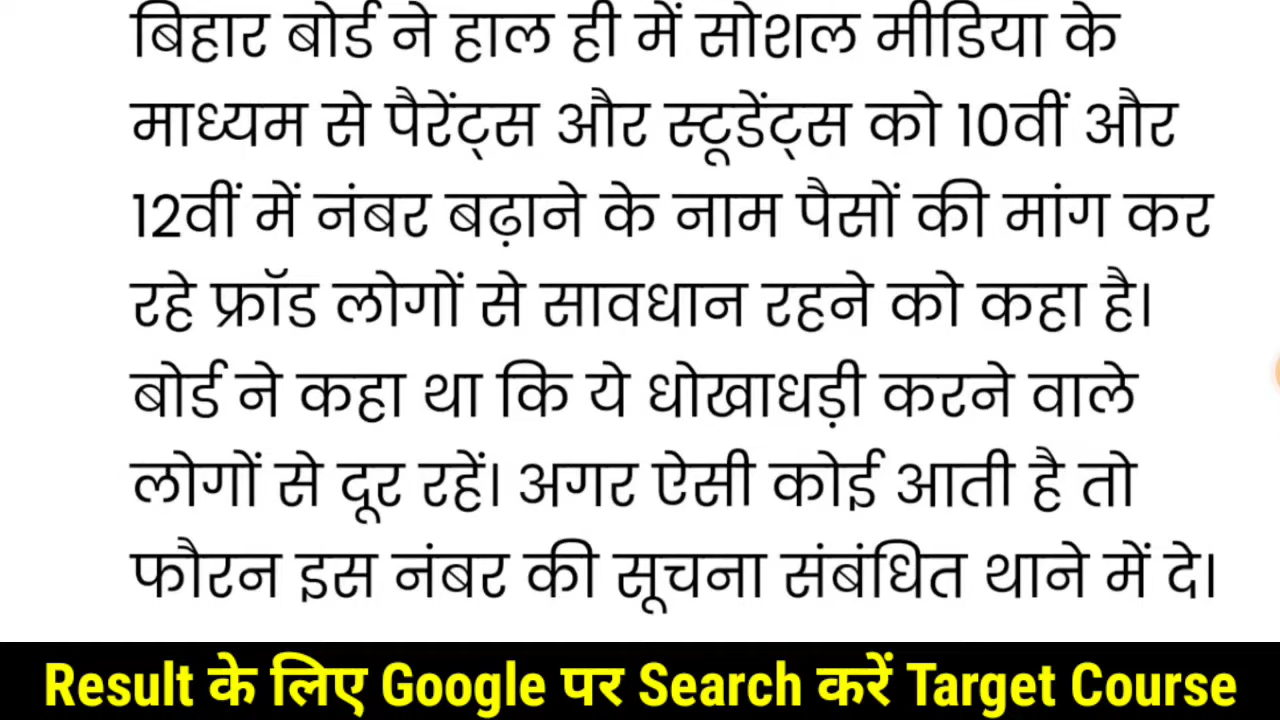 बिहार बोर्ड ने हाल ही में सोशल मीडिया के
माध्यम से पैरेंट्स और स्टूडेंट्स को 10वीं और
12वीं में नंबर बढ़ाने के नाम पैसों की मांग कर
रहे फ्रॉड लोगों से सावधान रहने को कहा है।
बोर्ड ने कहा था कि ये धोखाधड़ी करने वाले
लोगों से दूर रहें। अगर ऐसी कोई आती है तो
फौरन इस नंबर की सूचना संबंधित थाने में दे।
Result के लिए Google पर Search करें Target Course